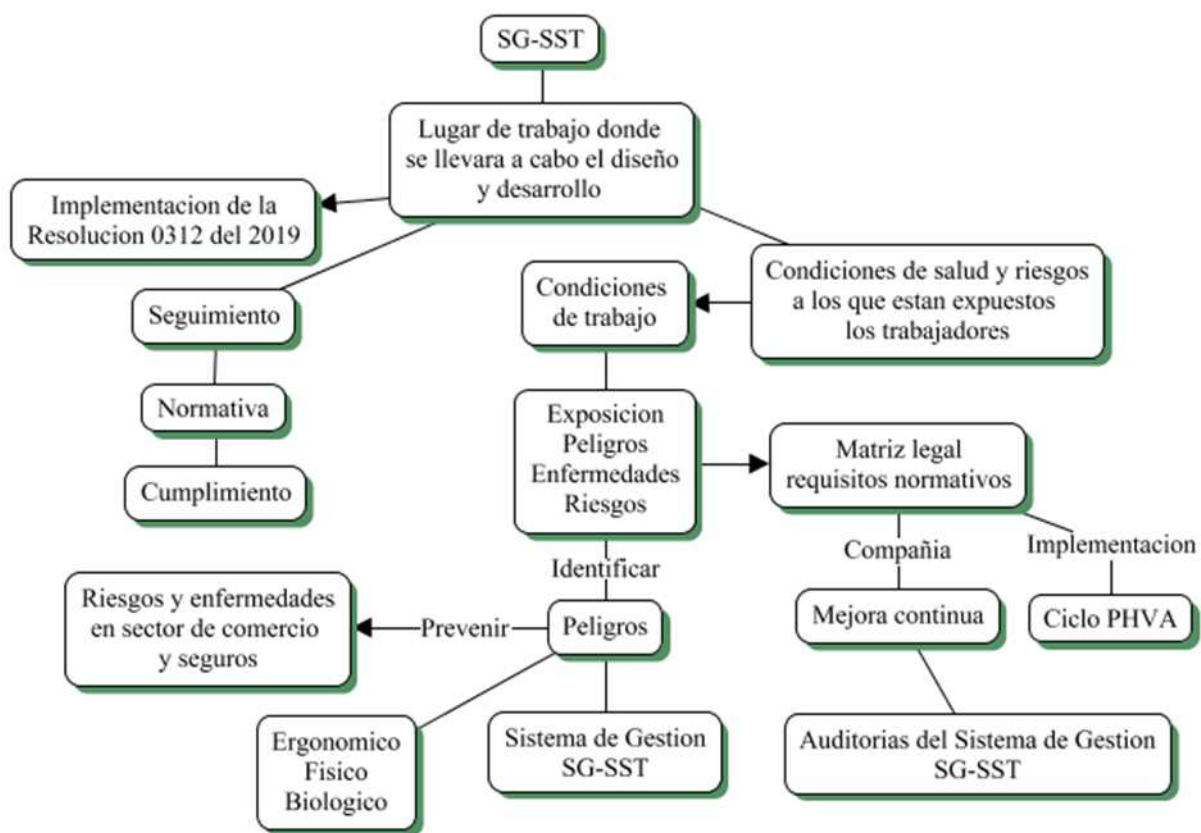 SG-SST
Lugar de trabajo donde
se llevara a cabo el diseño
y desarrollo
Implementacion de la
Resolucion 0312 del 2019
Seguimiento
Normativa
Cumplimiento
Condiciones de salud y riesgos
a los que estan expuestos
los trabajadores
Condiciones
de trabajo
Exposicion
Peligros
Enfermedades
Riesgos
Matriz legal
requisitos normativos
Compañia
Implementacion
Mejora continua
Ciclo PHVA
Auditorias del Sistema de Gestion
SG-SST
Identificar
Peligros
Prevenir
Riesgos y enfermedades
en sector de comercio
y seguros
Ergonomico
Fisico
Biologico
Sistema de Gestion
SG-SST